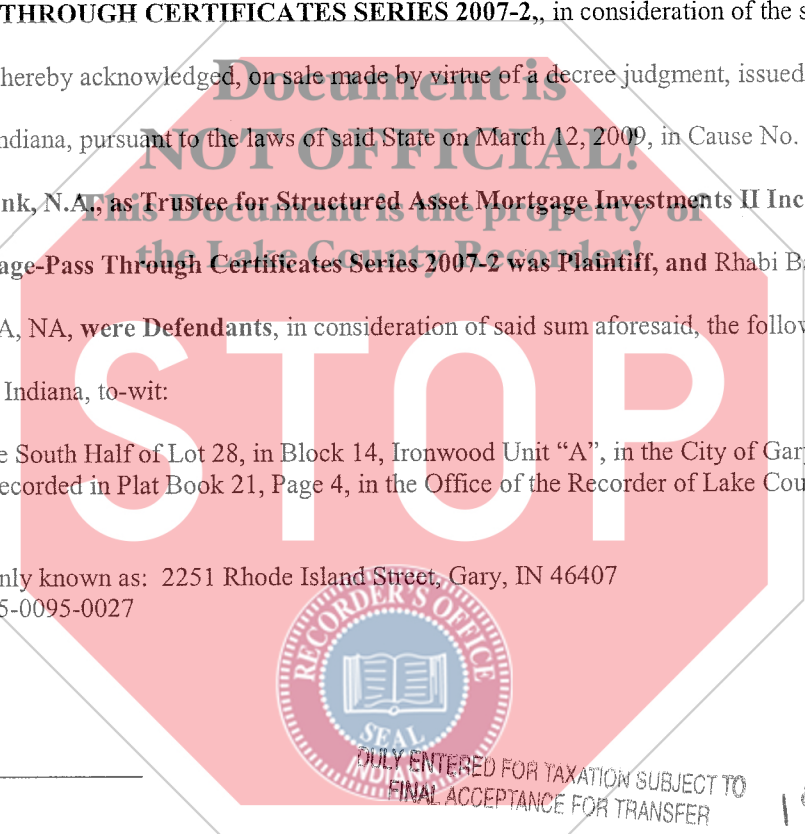 THROUGH CERTIFICATES SERIES 2007-2,, in consideration of the s
Document is
hereby acknowledged, on sale made by virtue of a decree judgment, issued
NOT OFFICIAL!
ndiana, pursuant to the laws of said State on March 12, 2009, in Cause No.
This Document is the property of
nk, N.A., as Trustee for Structured Asset Mortgage Investments II Inc
the Lake County Recorder!
age-Pass Through Certificates Series 2007-2 was Plaintiff, and Rhabi B
A, NA, were Defendants, in consideration of said sum aforesaid, the follow
STOP
Indiana, to-wit:
e South Half of Lot 28, in Block 14, Ironwood Unit “A”, in the City of Gar
ecorded in Plat Book 21, Page 4, in the Office of the Recorder of Lake Cou
nly known as: 2251 Rhode Island Street, Gary, IN 46407
5-0095-0027
RECORDER'S OFFICE
SEAL
INDIANA
DULY ENTERED FOR TAXATION SUBJECT TO
FINAL ACCEPTANCE FOR TRANSFER